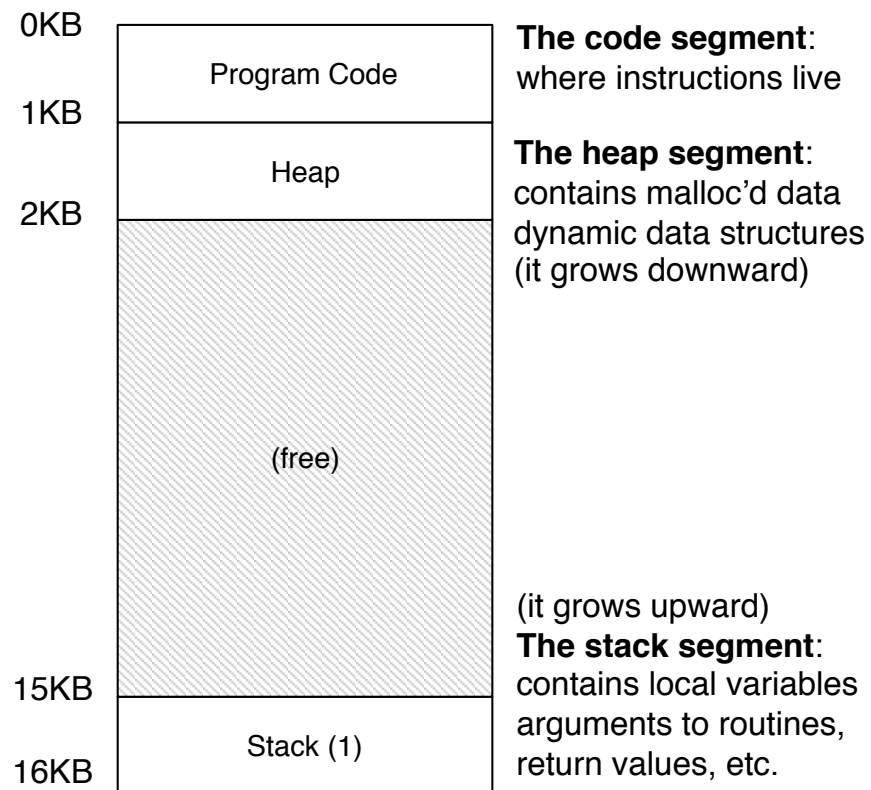 0KB
Program Code
1KB
Heap
2KB
(free)
15KB
Stack (1)
16KB
The code segment:
where instructions live
The heap segment:
contains malloc’d data
dynamic data structures
(it grows downward)
(it grows upward)
The stack segment:
contains local variables
arguments to routines,
return values, etc.